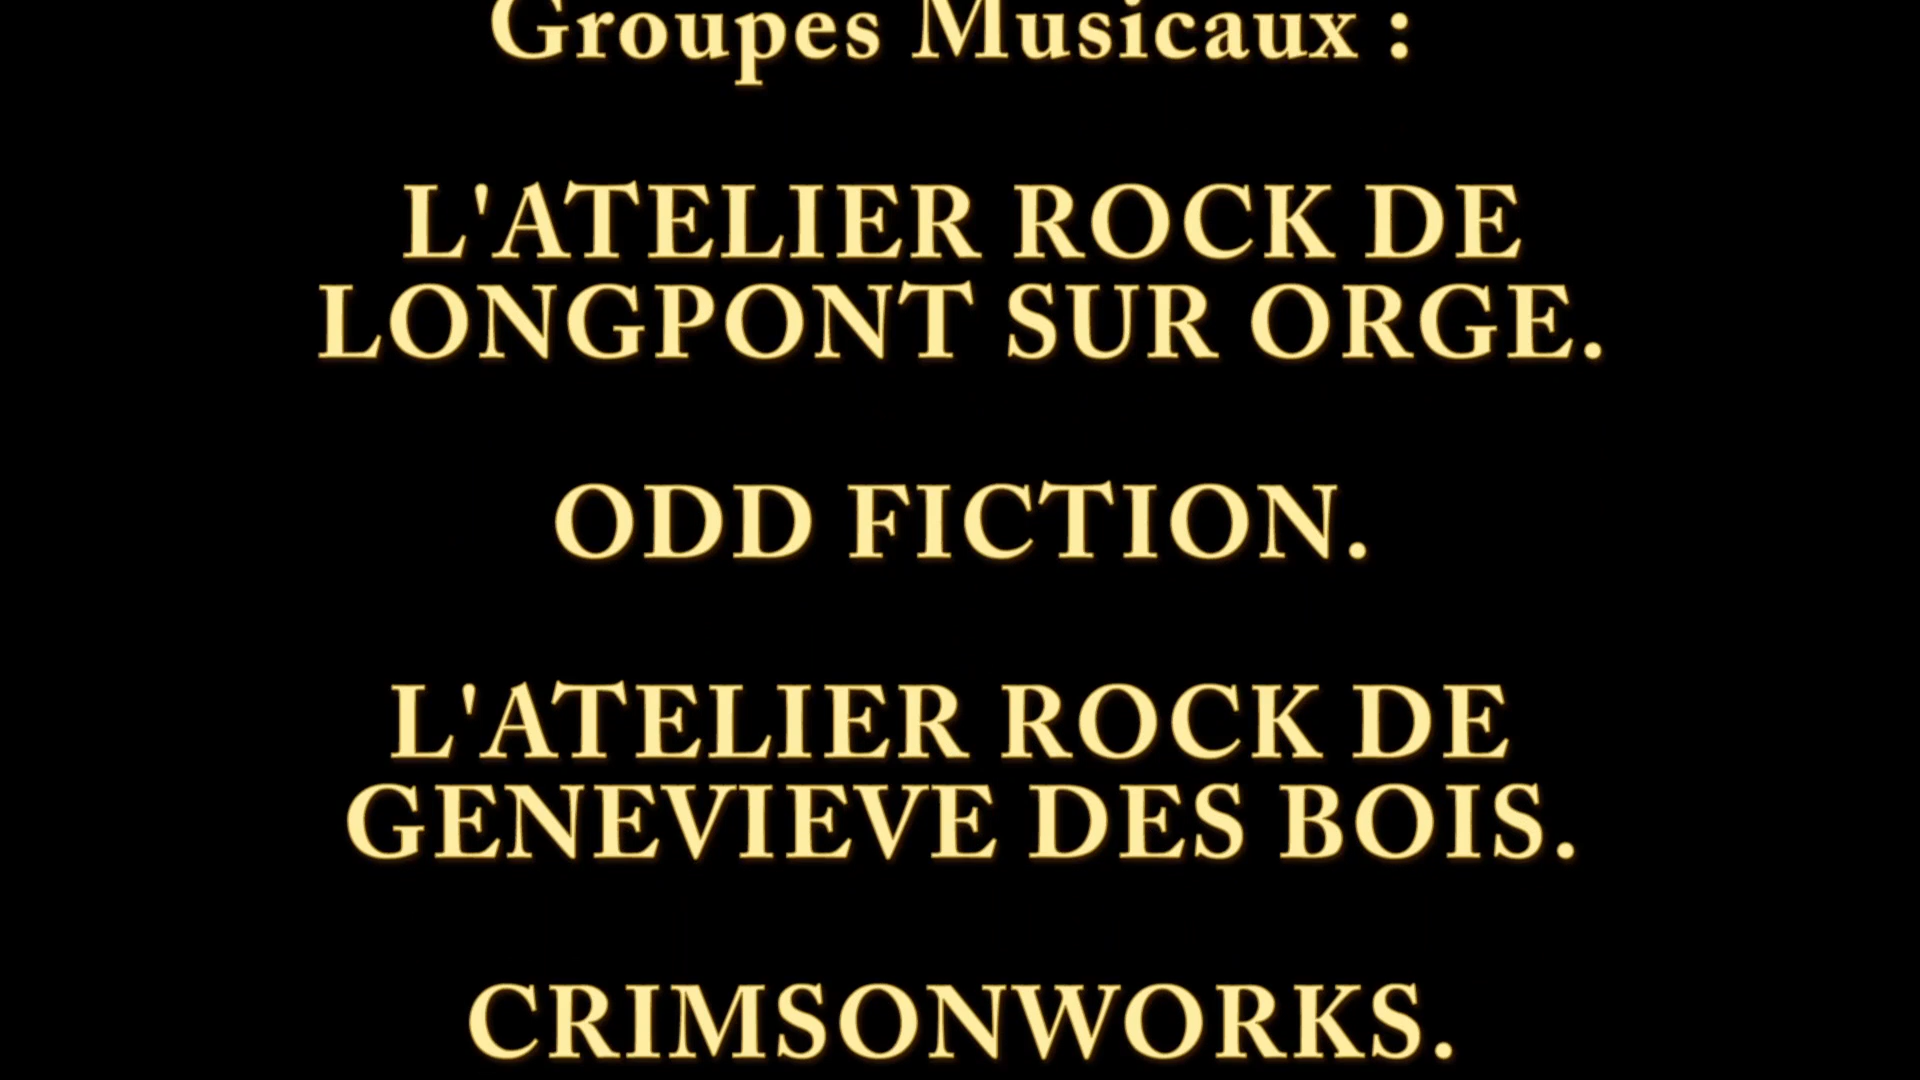 Groupes Musicaux :
L'ATELIER ROCK DE
LONGPONT SUR ORGE.
ODD FICTION.
L'ATELIER ROCK DE
GENEVIEVE DES BOIS.
CRIMSONWORKS.